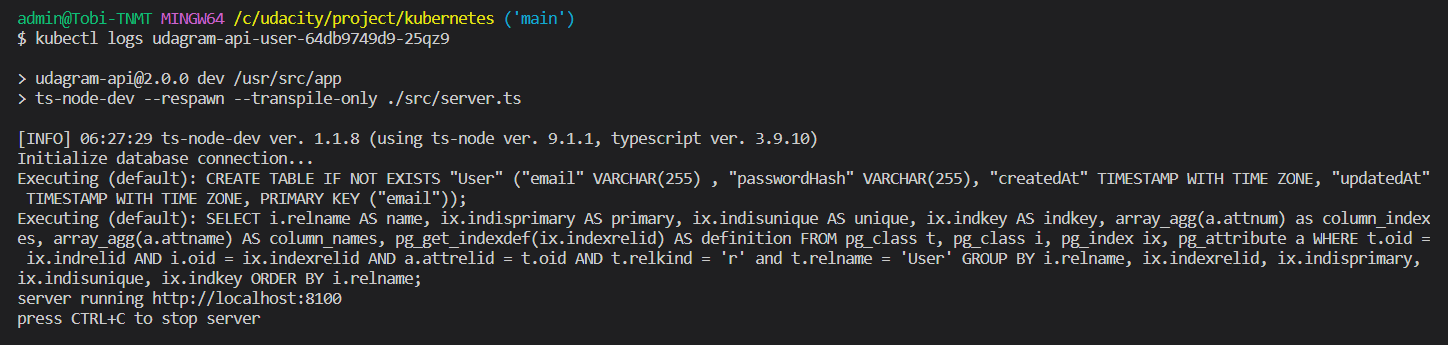 admin@Tobi-TNMT MINGW64 /c/udacity/project/kubernetes ('main')
$ kubectl logs udagram-api-user-64db9749d9-25qz9
> udagram-api@2.0.0 dev /usr/src/app
> ts-node-dev --respawn --transpile-only ./src/server.ts
[INFO] 06:27:29 ts-node-dev ver. 1.1.8 (using ts-node ver. 9.1.1, typescript ver. 3.9.10)
Initialize database connection...
Executing (default): CREATE TABLE IF NOT EXISTS "User" ("email" VARCHAR(255) , "passwordHash" VARCHAR(255), "createdAt" TIMESTAMP WITH TIME ZONE, "updatedAt"
 TIMESTAMP WITH TIME ZONE, PRIMARY KEY ("email"));
Executing (default): SELECT i.relname AS name, ix.indisprimary AS primary, ix.indisunique AS unique, ix.indkey AS indkey, array_agg(a.attnum) as column_index
es, array_agg(a.attname) AS column_names, pg_get_indexdef(ix.indexrelid) AS definition FROM pg_class t, pg_class i, pg_index ix, pg_attribute a WHERE t.oid =
 ix.indrelid AND i.oid = ix.indexrelid AND a.attrelid = t.oid AND t.relkind = 'r' and t.relname = 'User' GROUP BY i.relname, ix.indexrelid, ix.indisprimary,
ix.indisunique, ix.indkey ORDER BY i.relname;
server running http://localhost:8100
press CTRL+C to stop server